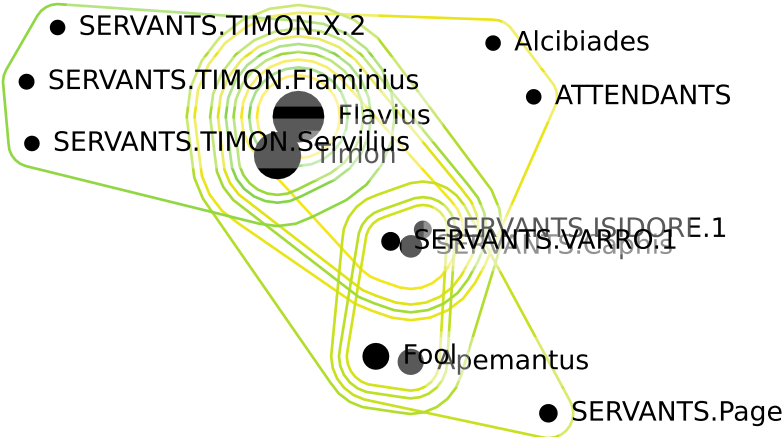 SERVANTS.TIMON.X.2
Alcibiades
SERVANTS.TIMON.Flaminius
ATTENDANTS
Flavius
SERVANTS.TIMON.Servilius
Timon
SERVANTS.ISIDORE.1
SERVANTS.VARRO.1
SERVANTS.Caphis
Fool
Apemantus
SERVANTS.Page